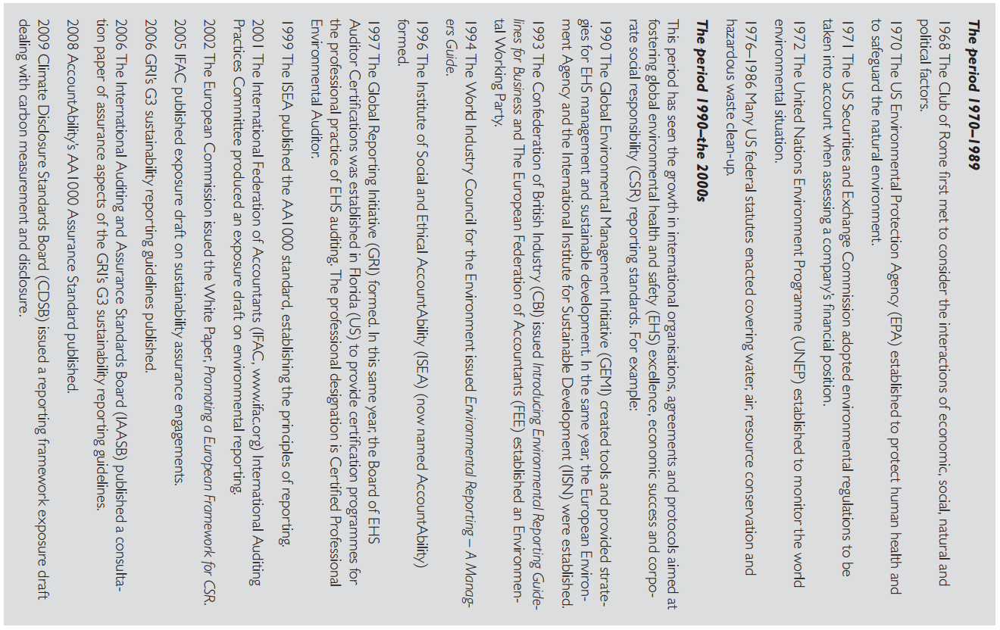 The period 1970–1989
1968 The Club of Rome first met to consider the interactions of economic, social, natural and
political factors.
1970 The US Environmental Protection Agency (EPA) established to protect human health and
to safeguard the natural environment.
1971 The US Securities and Exchange Commission adopted environmental regulations to be
taken into account when assessing a company's financial position.
1972 The United Nations Environment Programme (UNEP) established to monitor the world
environmental situation.
1976–1986 Many US federal statutes enacted covering water, air, resource conservation and
hazardous waste clean-up.
The period 1990–the 2000s
This period has seen the growth in international organisations, agreements and protocols aimed at
fostering global environmental health and safety (EHS) excellence, economic success and corpo-
rate social responsibility (CSR) reporting standards. For example:
1990 The Global Environmental Management Initiative (GEMI) created tools and provided strate-
gies for EHS management and sustainable development. In the same year, the European Environ-
ment Agency and the International Institute for Sustainable Development (IISN) were established.
1993 The Confederation of British Industry (CBI) issued Introducing Environmental Reporting Guide-
lines for Business and The European Federation of Accountants (FEE) established an Environmen-
tal Working Party.
1994 The World Industry Council for the Environment issued Environmental Reporting – A Manag-
ers Guide.
1996 The Institute of Social and Ethical AccountAbility (ISEA) (now named AccountAbility)
formed.
1997 The Global Reporting Initiative (GRI) formed. In this same year, the Board of EHS
Auditor Certifications was established in Florida (US) to provide certification programmes for
the professional practice of EHS auditing. The professional designation is Certified Professional
Environmental Auditor.
1999 The ISEA published the AA1000 standard, establishing the principles of reporting.
2001 The International Federation of Accountants (IFAC, www.ifac.org) International Auditing
Practices Committee produced an exposure draft on environmental reporting.
2002 The European Commission issued the White Paper, Promoting a European Framework for CSR.
2005 IFAC published exposure draft on sustainability assurance engagements.
2006 GRI's G3 sustainability reporting guidelines published.
2006 The International Auditing and Assurance Standards Board (IAASB) published a consulta-
tion paper of assurance aspects of the GRI's G3 sustainability reporting guidelines.
2008 AccountAbility's AA1000 Assurance Standard published.
2009 Climate Disclosure Standards Board (CDSB) issued a reporting framework exposure draft
dealing with carbon measurement and disclosure.